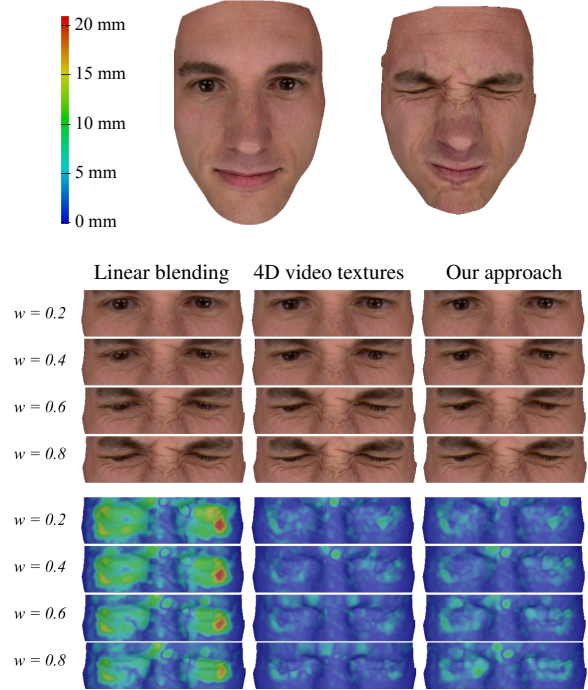 20 mm
15 mm
10 mm
5 mm
0 mm
Linear blending 4D video textures Our approach
w = 0.2
w = 0.4
w = 0.6
w = 0.8
w = 0.2
w = 0.4
w = 0.6
w = 0.8